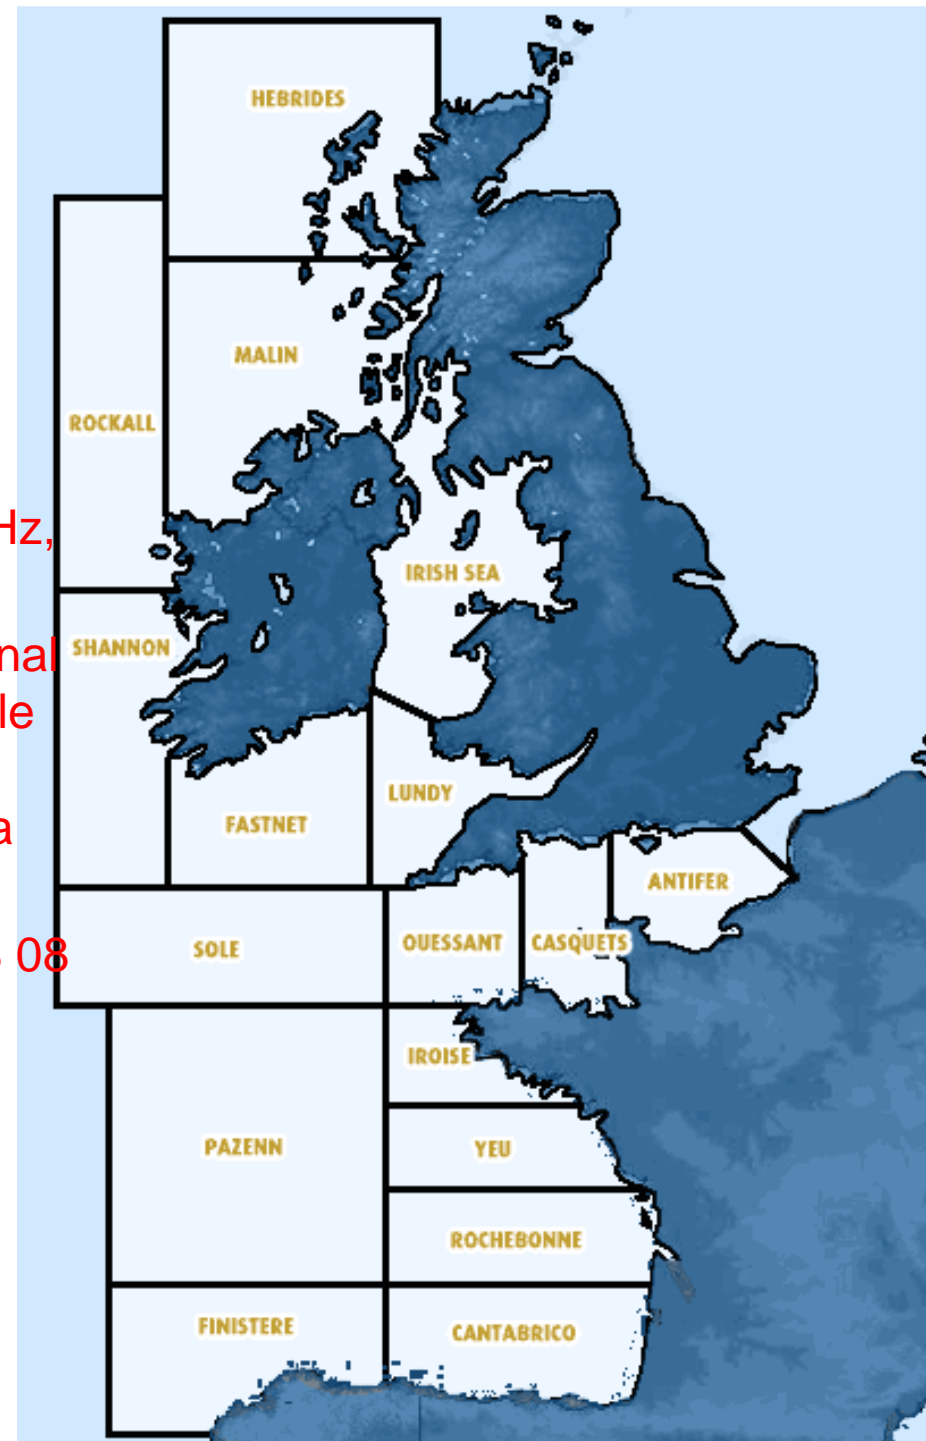 HEBRIDES
MALIN
ROCKALL
Hz,
IRISH SEA
SHANNON
nal
le
LUNDY
FASTNET
a
ANTIFER
SOLE
OUESSANT
CASQUETS
08
IROISE
PAZENN
YEU
ROCHEBONNE
FINISTERE
CANTABRICO